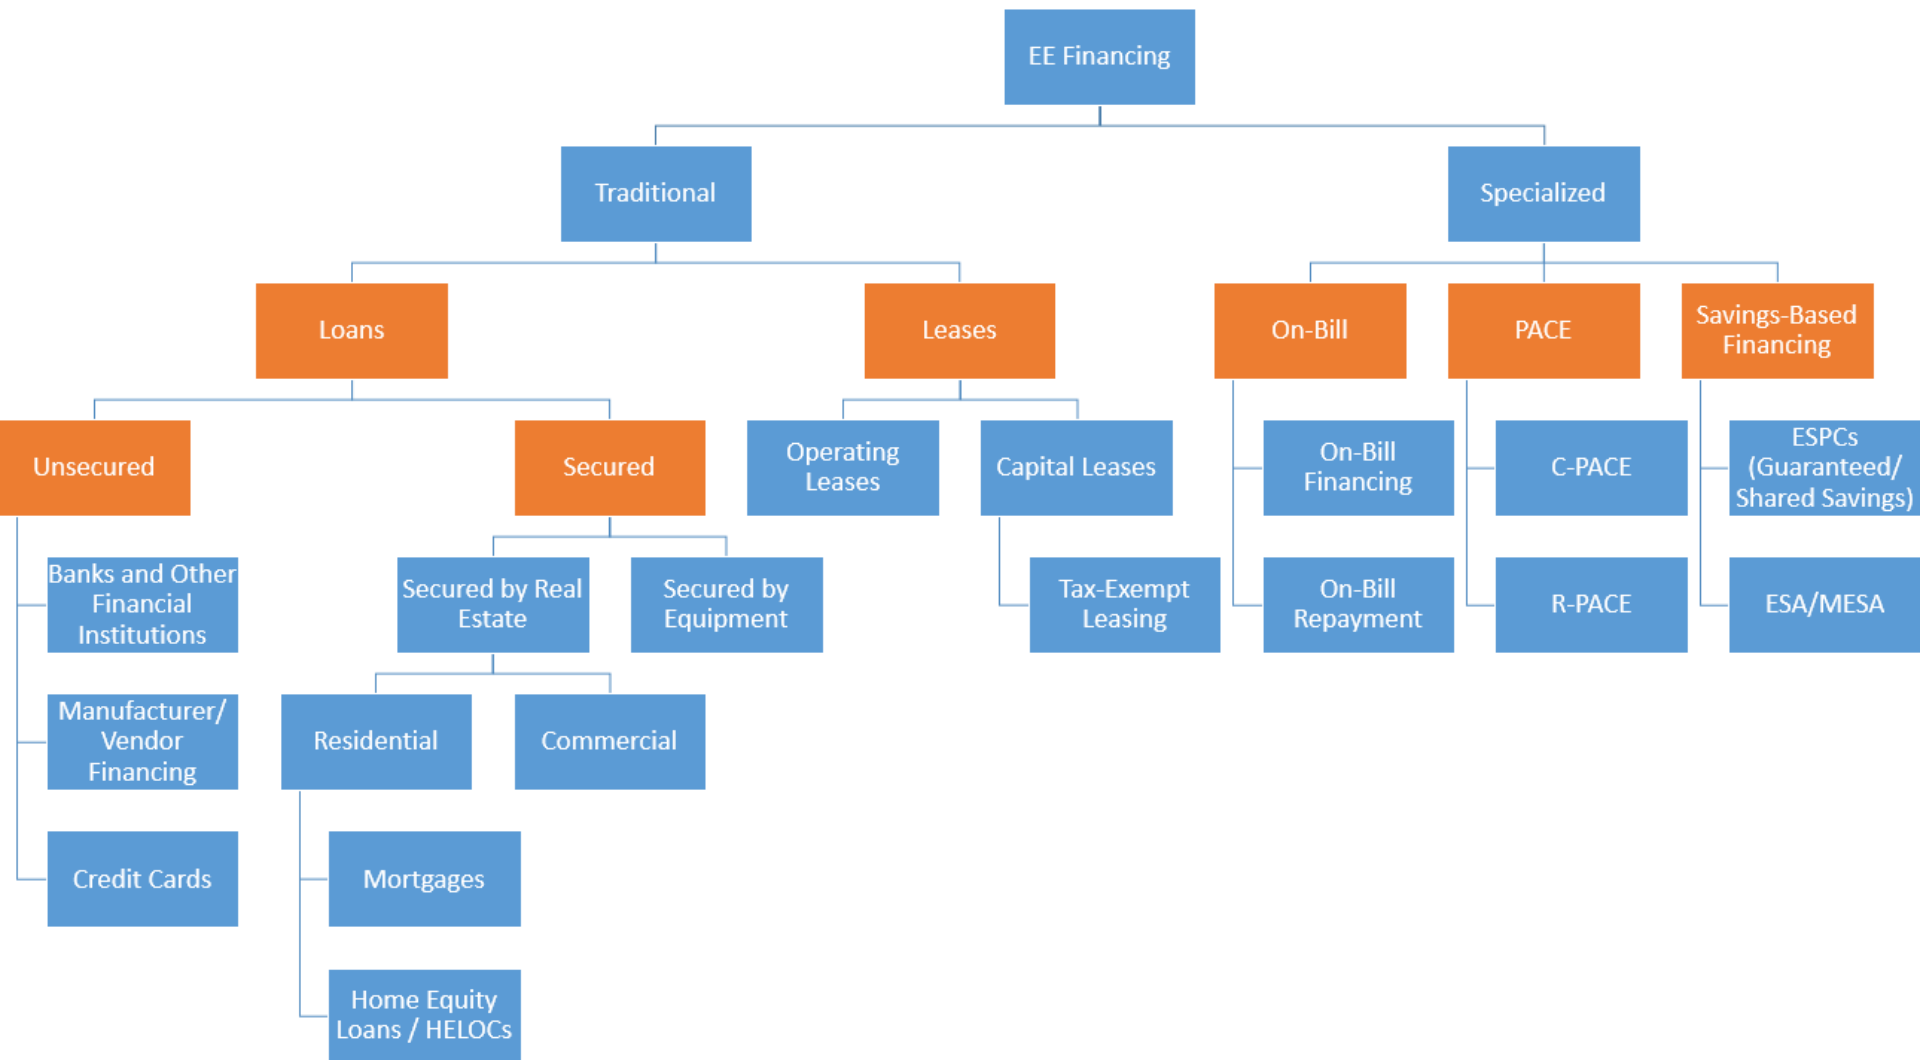 EE Financing
Traditional
Specialized
Loans
Leases
On-Bill
PACE
Savings-Based
Financing
Unsecured
Secured
Operating
Leases
Capital Leases
On-Bill
Financing
C-PACE
ESPCs
(Guaranteed/
Shared Savings)
Banks and Other
Financial
Institutions
Secured by Real
Estate
Secured by
Equipment
Tax-Exempt
Leasing
On-Bill
Repayment
R-PACE
ESA/MESA
Manufacturer/
Vendor
Financing
Residential
Commercial
Credit Cards
Mortgages
Home Equity
Loans / HELOCs